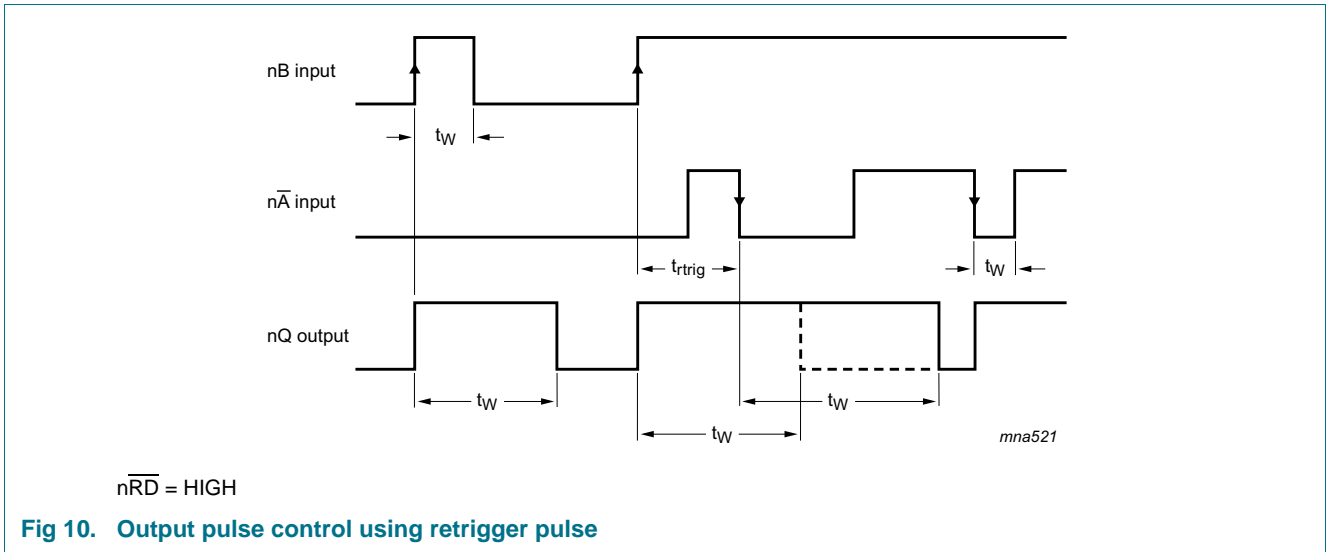 nB input
tW
nA̅ input
trtrig
tW
nQ output
tW
tW
tW
mna521
nR̅D̅ = HIGH
Fig 10. Output pulse control using retrigger pulse